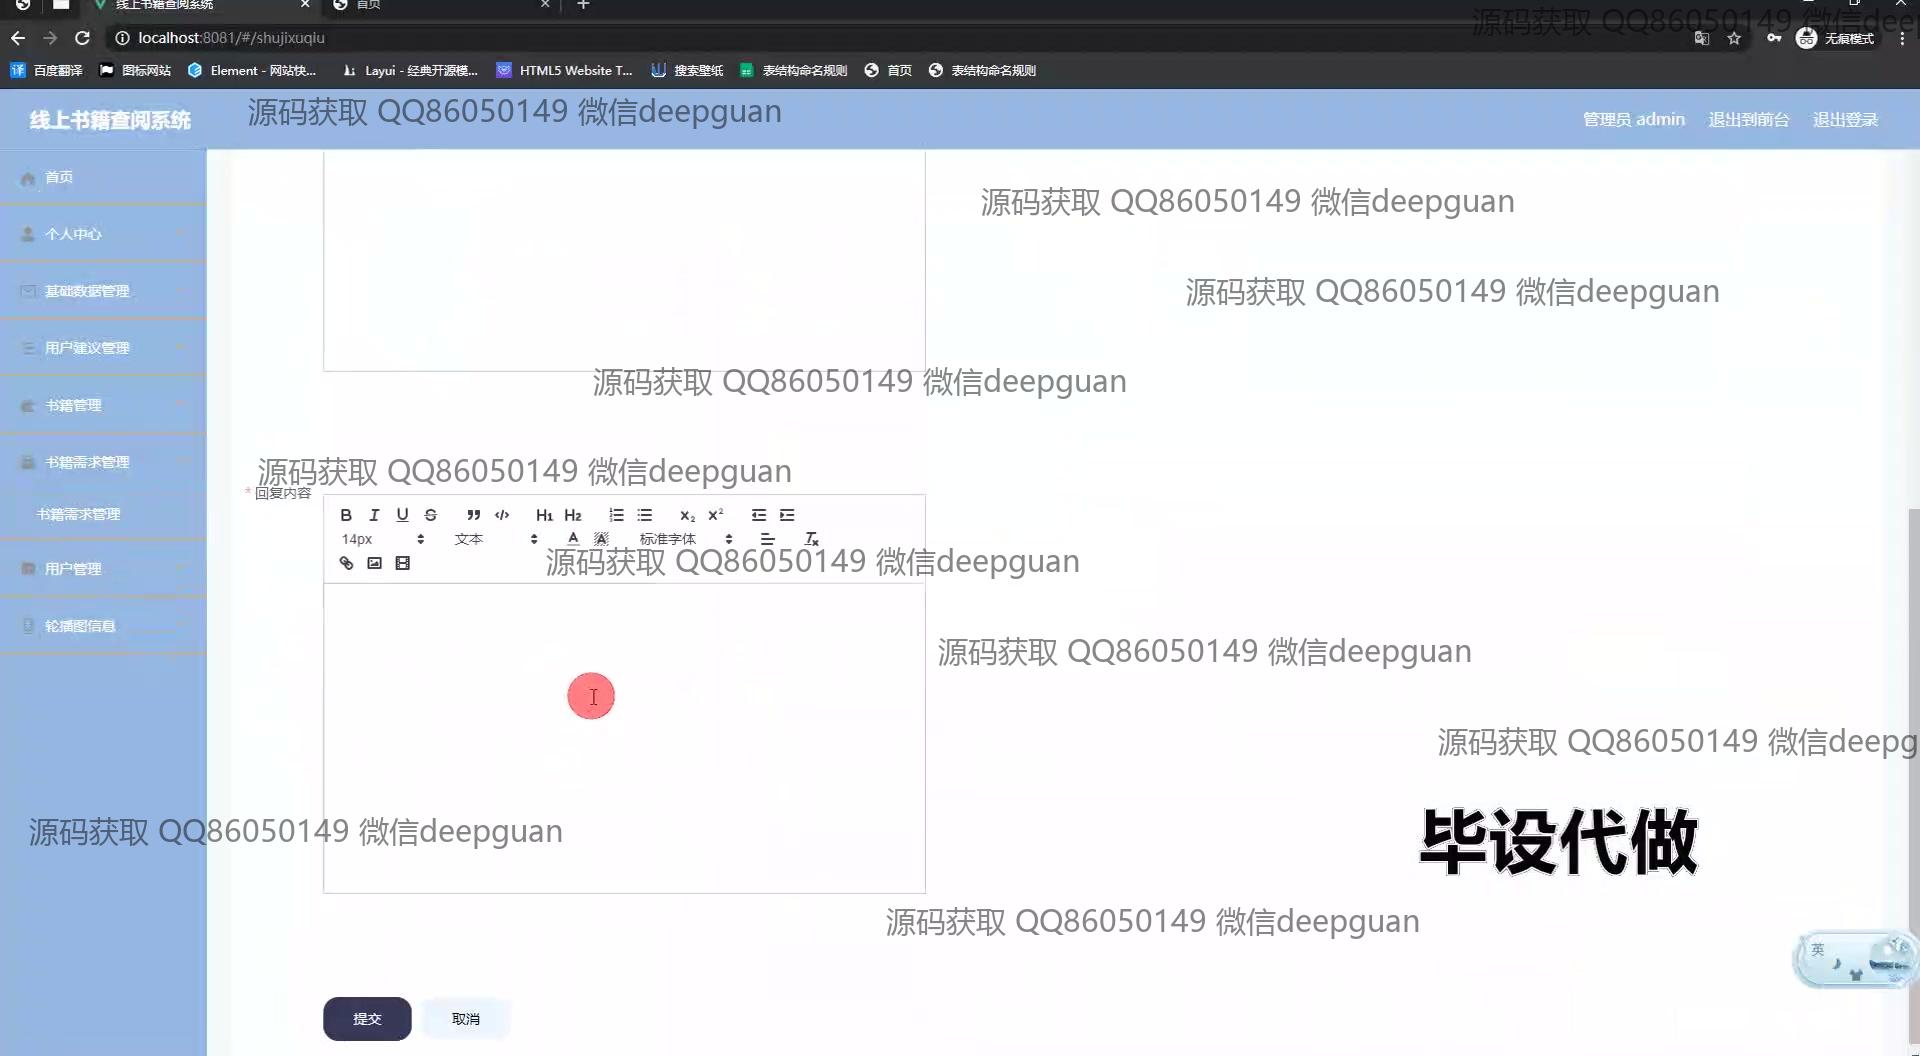 线上书籍查阅系统
首页
源码获取 QQ86050149 微信dee
localhost:8081/#/shujixuqiu
无痕模式
百度翻译
图标网站
Element - 网站快...
Layui - 经典开源模...
HTML5 Website T...
搜索壁纸
表结构命名规则
首页
表结构命名规则
线上书籍查阅系统
源码获取 QQ86050149 微信deepguan
管理员 admin
退出到前台
退出登录
首页
个人中心
基础数据管理
用户建议管理
书籍管理
书籍需求管理
书籍需求管理
用户管理
轮播图信息
源码获取 QQ86050149 微信deepguan
源码获取 QQ86050149 微信deepguan
源码获取 QQ86050149 微信deepguan
源码获取 QQ86050149 微信deepguan
* 回复内容
B I U S H1 H2 x₂ x²
14px 文本 A A 标准字体
源码获取 QQ86050149 微信deepguan
源码获取 QQ86050149 微信deepguan
源码获取 QQ86050149 微信deepg
源码获取 QQ86050149 微信deepguan
毕设代做
源码获取 QQ86050149 微信deepguan
英
提交
取消